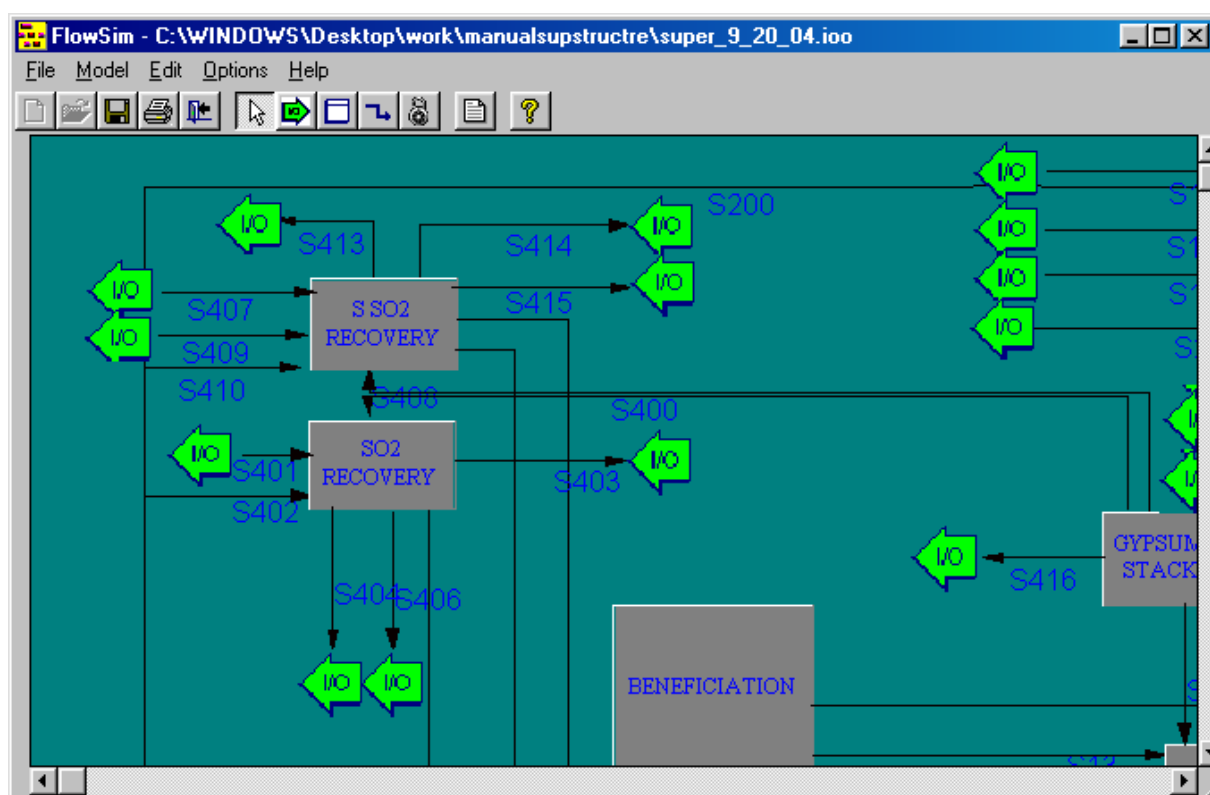 FlowSim - C:\WINDOWS\Desktop\work\manualsupstructre\super_9_20_04.ioo
File Model Edit Options Help
I/O
I/O
S200
I/O
I/O
I/O
S413
S414
I/O
I/O
I/O
S407
S SO2
RECOVERY
S415
I/O
I/O
S409
S410
S408
S400
I/O
S401
SO2
RECOVERY
I/O
S403
S402
I/O
S416
GYPSUM
STACK
S404
S406
I/O
I/O
BENEFICIATION